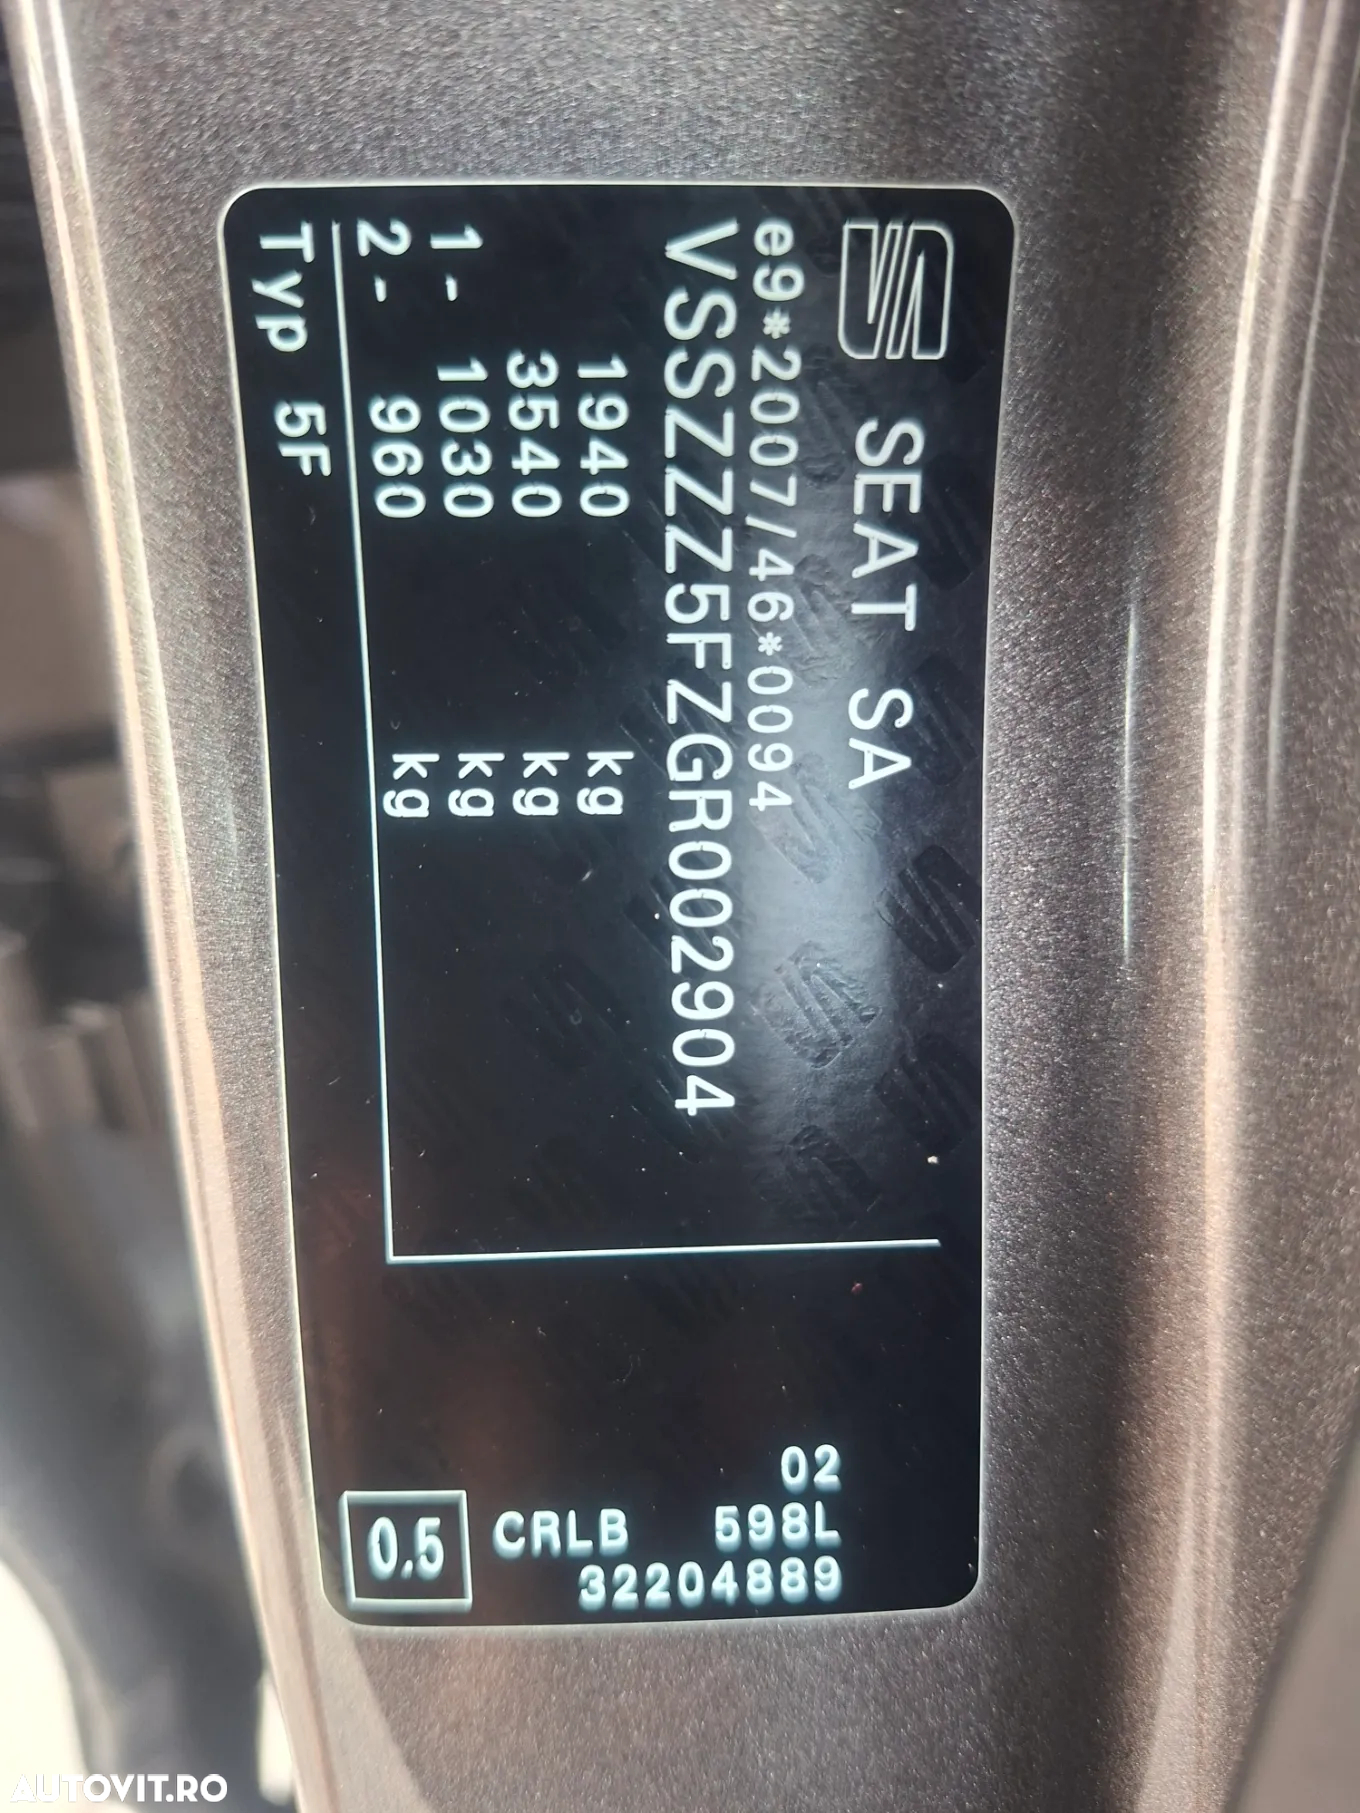 SEAT SA
e9*2007/46*0094
VSSZZZ5FZGR002904
1940 kg
3540 kg
1- 1030 kg
2- 960 kg
Typ 5F
02
598L
CRLB
32204889
0.5
AUTOVIT.RO